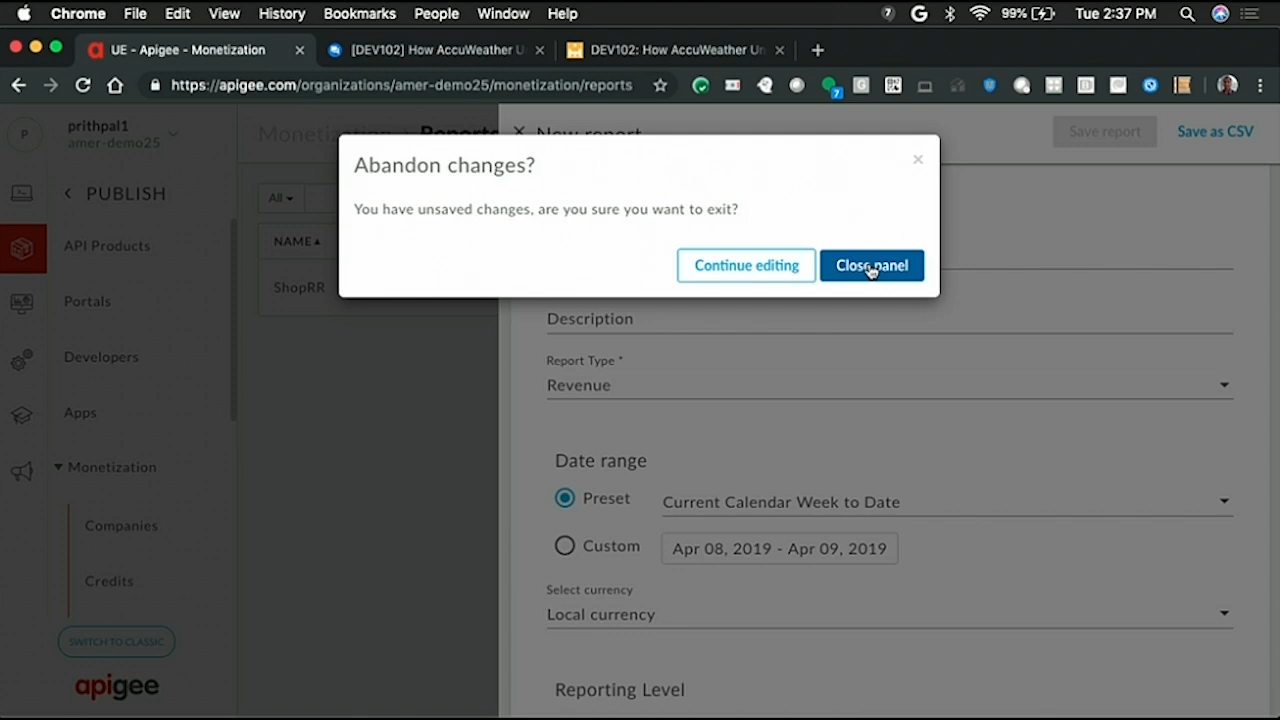 Chrome File Edit View History Bookmarks People Window Help 99% Tue 2:37 PM
UE - Apigee - Monetization
[DEV102] How AccuWeather U
DEV102: How AccuWeather Un
https://apigee.com/organizations/amer-demo25/monetization/reports
7
P
prithpal1
amer-demo25
Monetization
Reports
New report
Save report
Save as CSV
Abandon changes?
You have unsaved changes, are you sure you want to exit?
Continue editing
Close panel
PUBLISH
API Products
Portals
Developers
Apps
Monetization
Companies
Credits
SWITCH TO CLASSIC
apigee
All
NAME
ShopRR
Description
Report Type *
Revenue
Date range
Preset
Current Calendar Week to Date
Custom
Apr 08, 2019 - Apr 09, 2019
Select currency
Local currency
Reporting Level